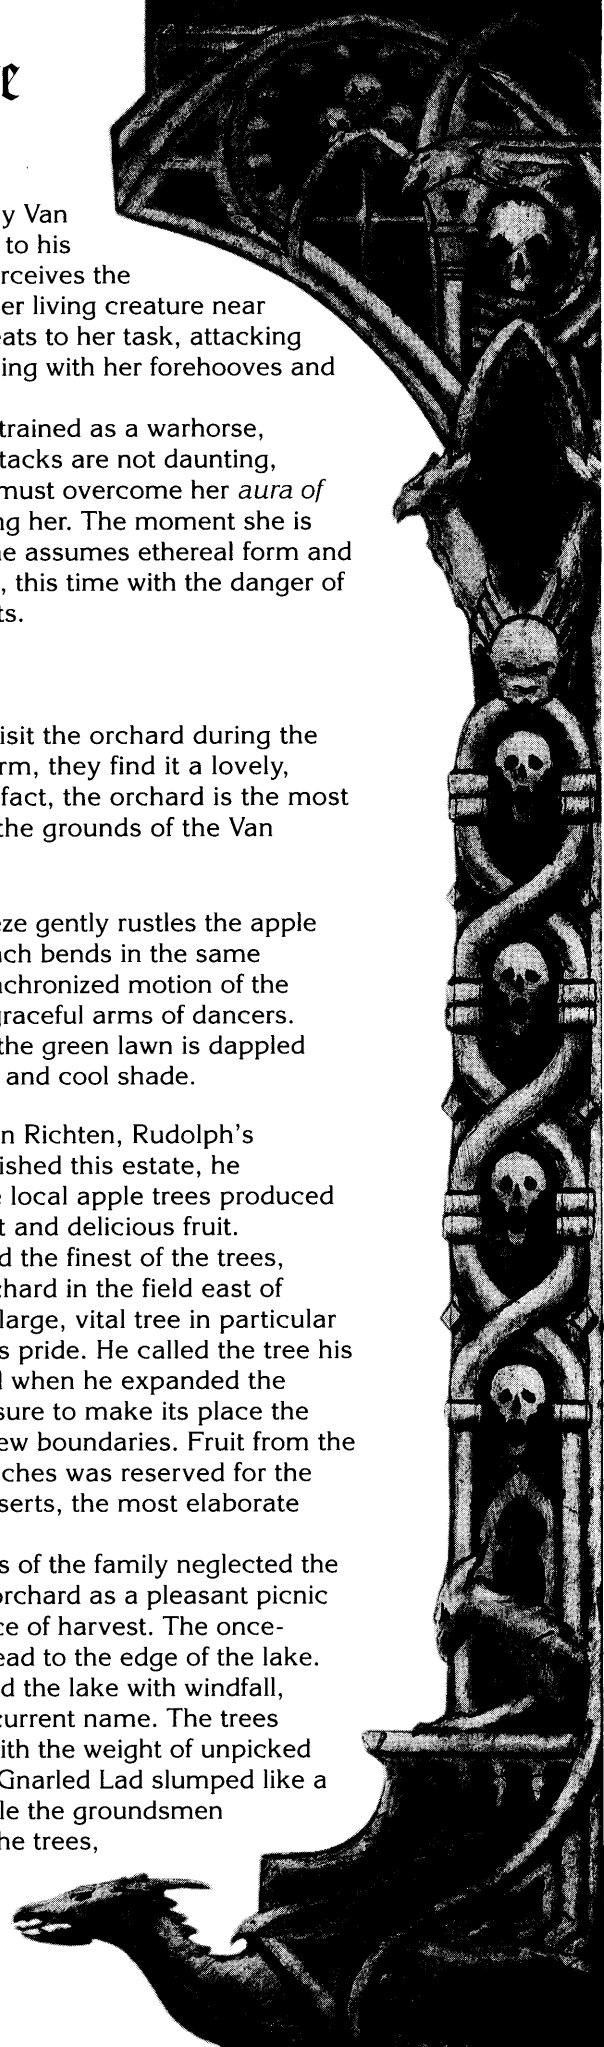 e
y Van
to his
rceives the
er living creature near
eats to her task, attacking
ing with her forehooves and
trained as a warhorse,
tacks are not daunting,
must overcome her aura of
ng her. The moment she is
ne assumes ethereal form and
, this time with the danger of
ts.
isit the orchard during the
rm, they find it a lovely,
fact, the orchard is the most
the grounds of the Van
eze gently rustles the apple
nch bends in the same
nchronized motion of the
graceful arms of dancers.
the green lawn is dappled
and cool shade.
n Richten, Rudolph's
ished this estate, he
e local apple trees produced
t and delicious fruit.
d the finest of the trees,
chard in the field east of
large, vital tree in particular
s pride. He called the tree his
l when he expanded the
sure to make its place the
ew boundaries. Fruit from the
ches was reserved for the
serts, the most elaborate
s of the family neglected the
orchard as a pleasant picnic
ce of harvest. The once-
ead to the edge of the lake.
d the lake with windfall,
current name. The trees
ith the weight of unpicked
Gnarled Lad slumped like a
le the groundsmen
he trees,